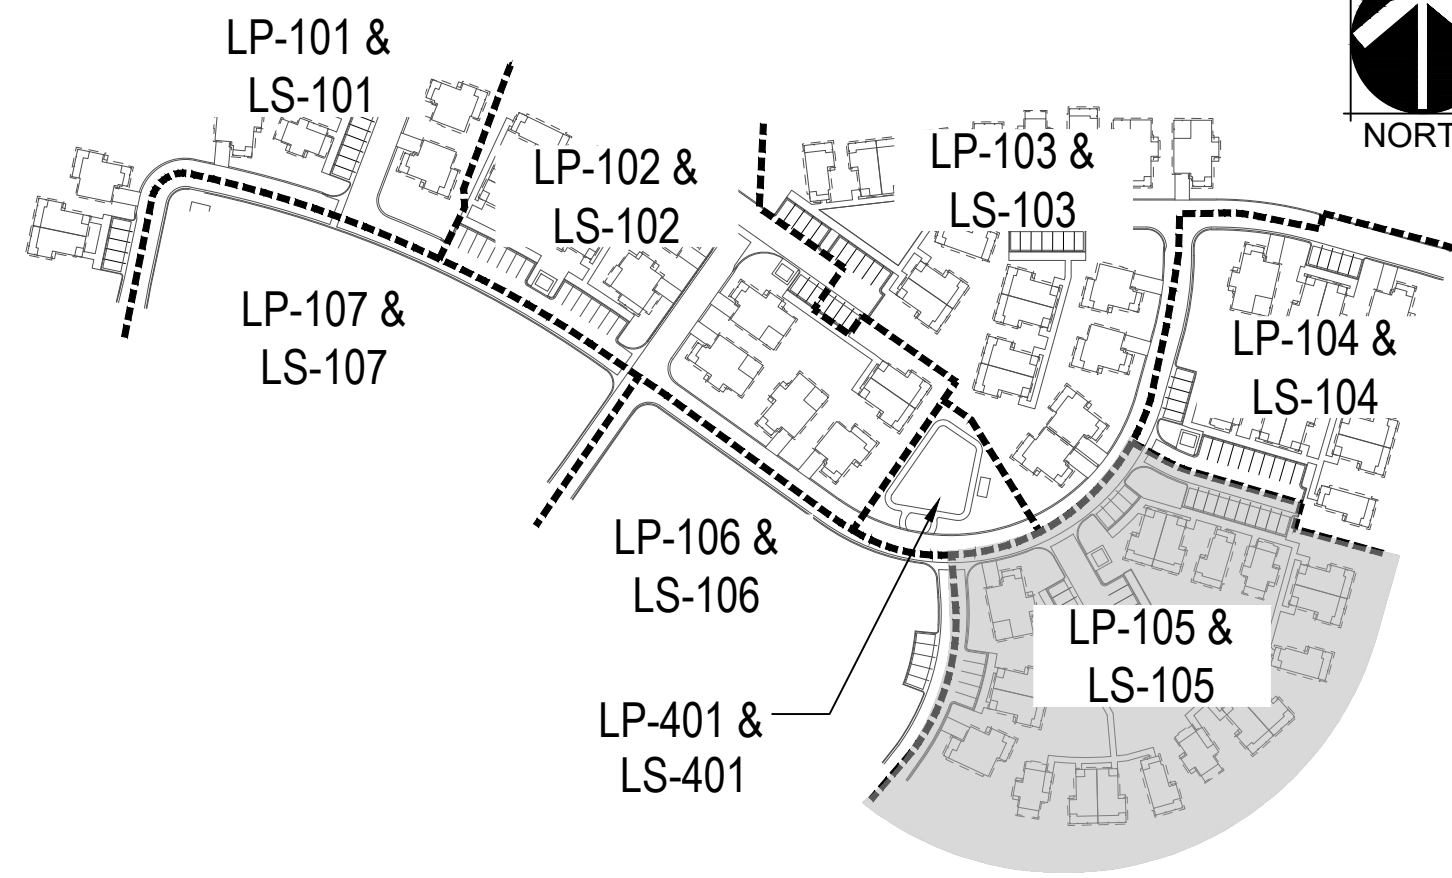 LP-101 &
LS-101
NORT
LP-102 &
LS-102
LP-103 &
LS-103
LP-107 &
LS-107
LP-104 &
LS-104
LP-106 &
LS-106
LP-105 &
LS-105
LP-401 &
LS-401